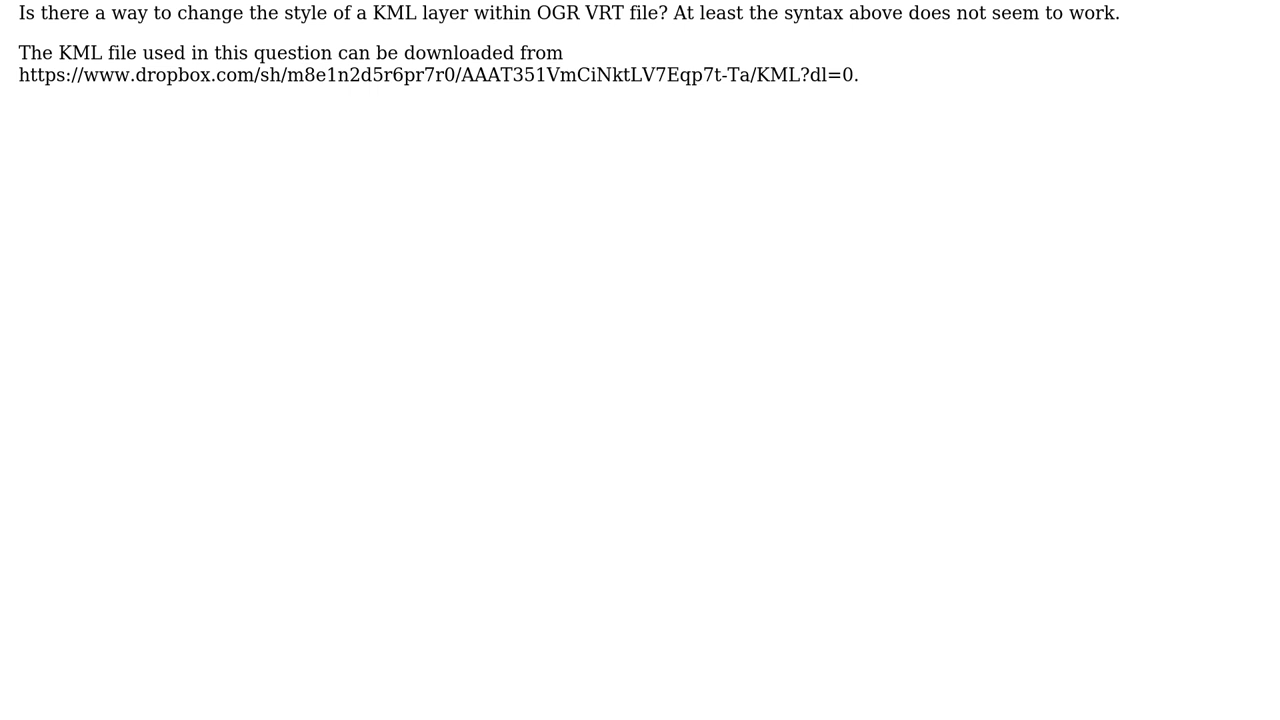 Is there a way to change the style of a KML layer within OGR VRT file? At least the syntax above does not seem to work.
The KML file used in this question can be downloaded from
https://www.dropbox.com/sh/m8e1n2d5r6pr7r0/AAAT351VmCiNktLV7Eqp7t-Ta/KML?dl=0.